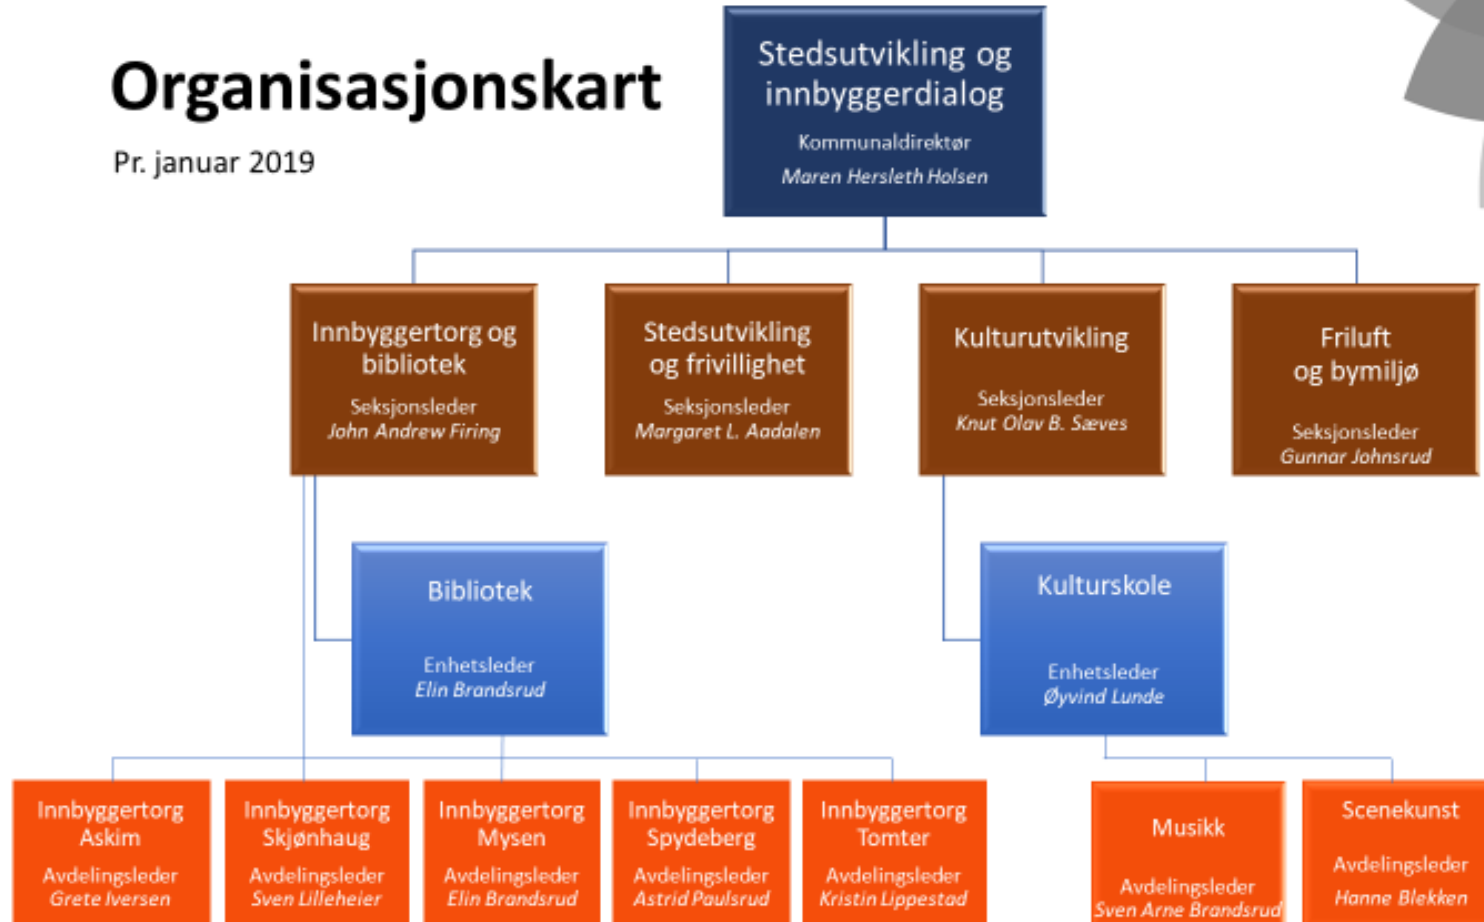 Organisasjonskart
Pr. januar 2019
Stedsutvikling og
innbyggerdialog
Kommunaldirektør
Maren Hersleth Holsen
Innbyggertorg og
bibliotek
Seksjonsleder
John Andrew Firing
Stedsutvikling
og frivillighet
Seksjonsleder
Margaret L. Aadalen
Kulturutvikling
Seksjonsleder
Knut Olav B. Sæves
Friluft
og bymiljø
Seksjonsleder
Gunnar Johnsrud
Bibliotek
Enhetsleder
Elin Brandsrud
Kulturskole
Enhetsleder
Øyvind Lunde
Innbyggertorg
Askim
Avdelingsleder
Grete Iversen
Innbyggertorg
Skjønhaug
Avdelingsleder
Sven Lilleheier
Innbyggertorg
Mysen
Avdelingsleder
Elin Brandsrud
Innbyggertorg
Spydeberg
Avdelingsleder
Astrid Paulsrud
Innbyggertorg
Tomter
Avdelingsleder
Kristin Lippestad
Musikk
Avdelingsleder
Sven Arne Brandsrud
Scenekunst
Avdelingsleder
Hanne Blekken